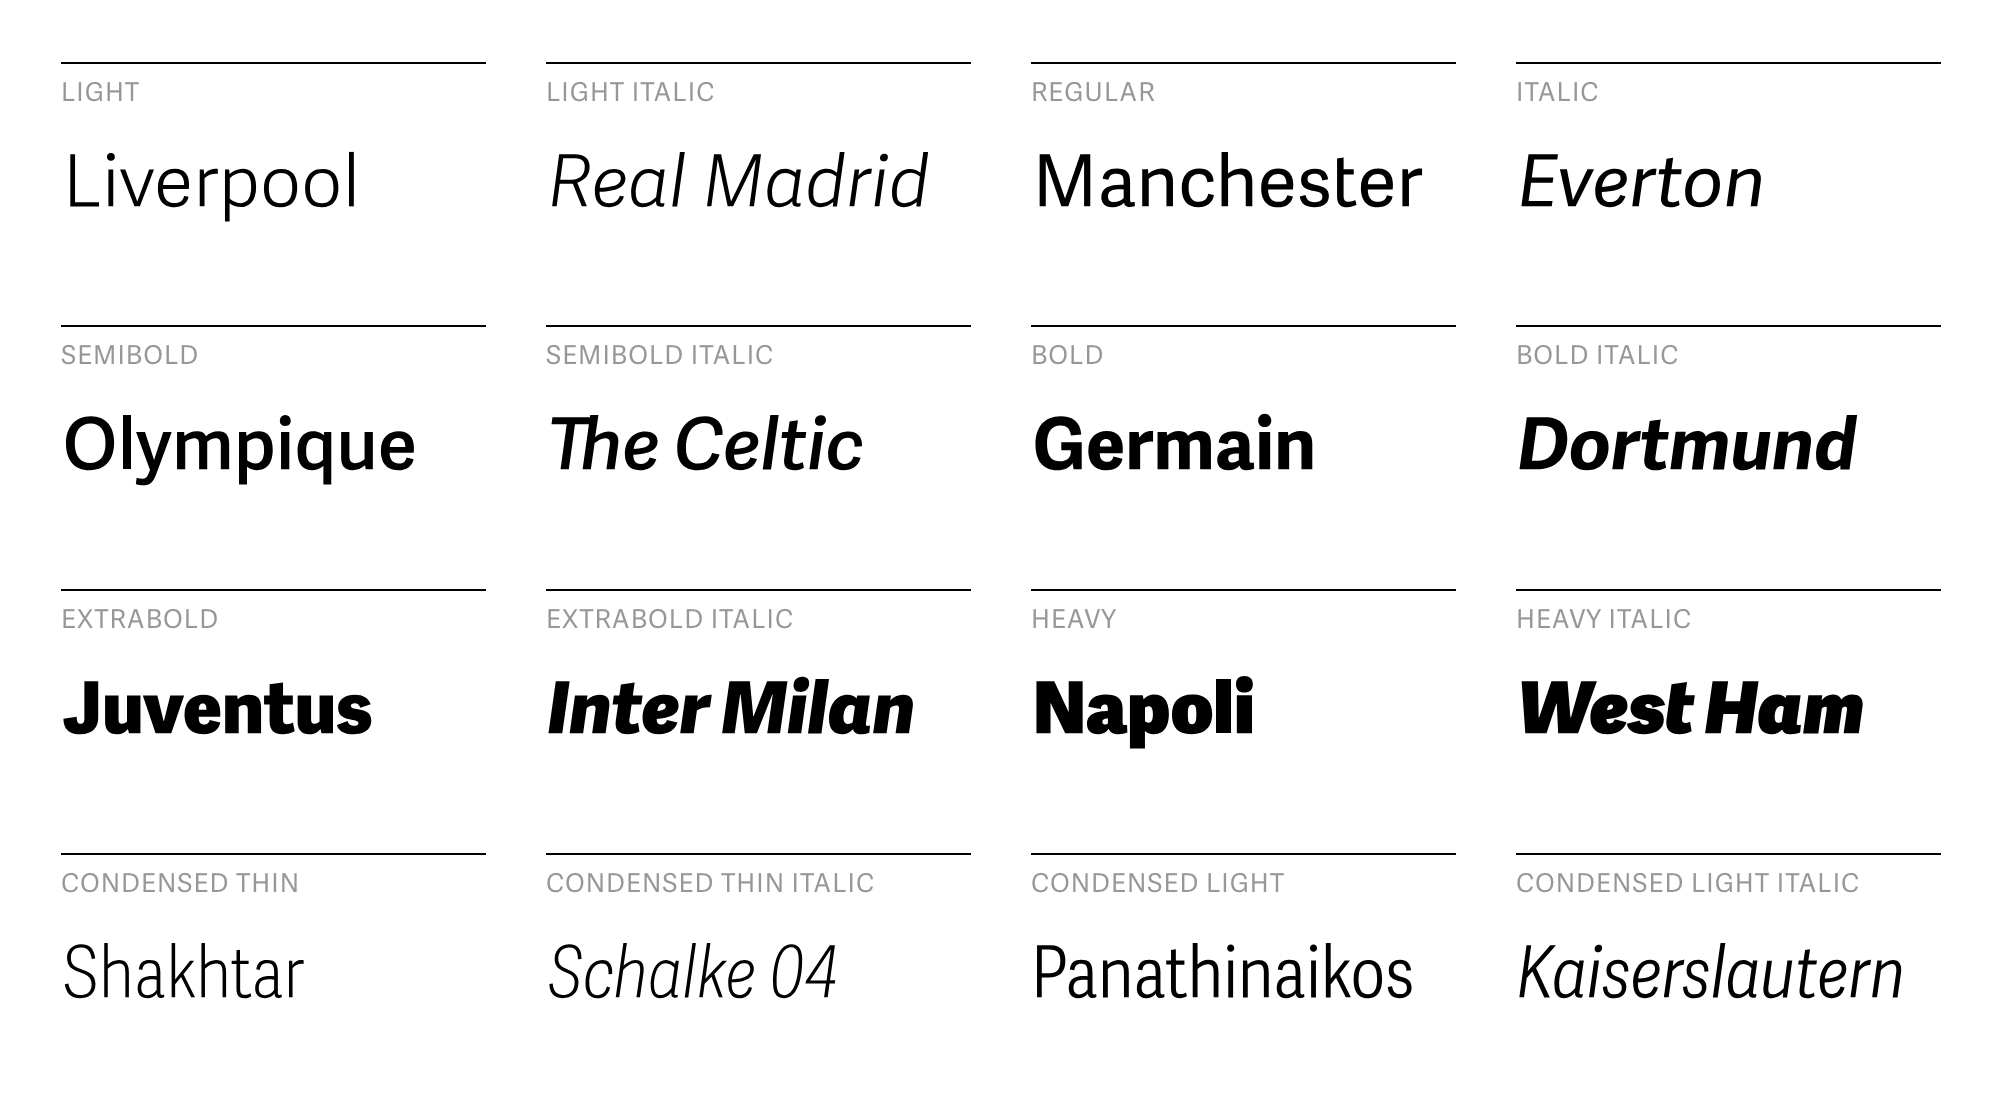 LIGHT
Liverpool
LIGHT ITALIC
Real Madrid
REGULAR
Manchester
ITALIC
Everton
SEMIBOLD
Olympique
SEMIBOLD ITALIC
The Celtic
BOLD
Germain
BOLD ITALIC
Dortmund
EXTRABOLD
Juventus
EXTRABOLD ITALIC
Inter Milan
HEAVY
Napoli
HEAVY ITALIC
West Ham
CONDENSED THIN
Shakhtar
CONDENSED THIN ITALIC
Schalke 04
CONDENSED LIGHT
Panathinaikos
CONDENSED LIGHT ITALIC
Kaiserslautern